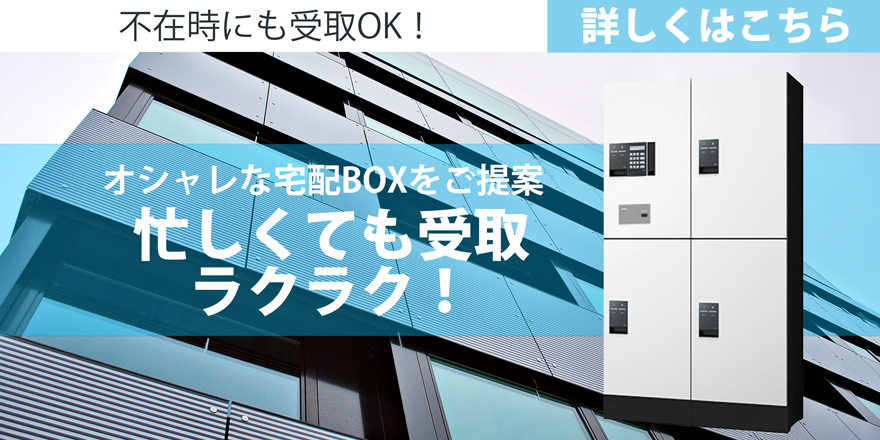 不在時にも受取OK！
詳しくはこちら
オシャレな宅配BOXをご提案
忙しくても受取
ラクラク！